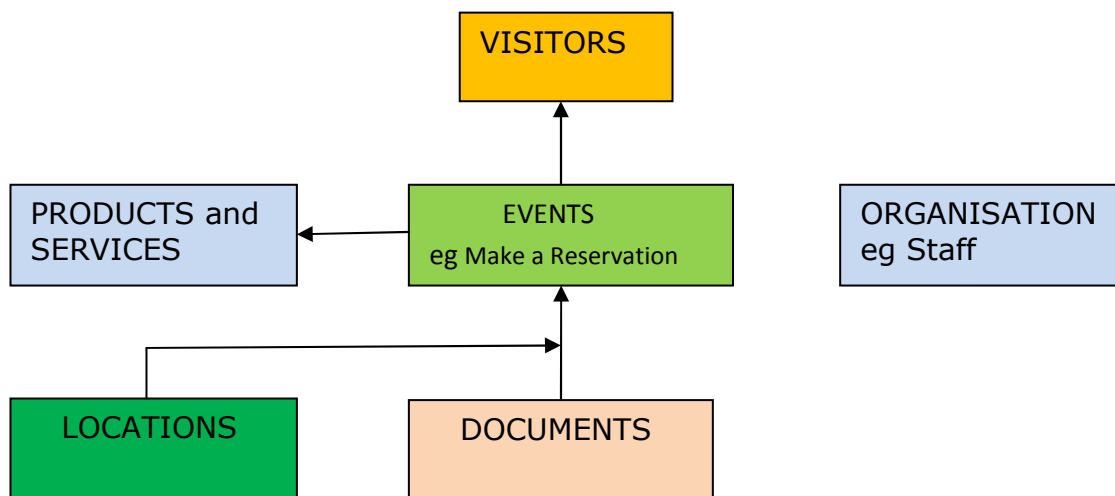 VISITORS
PRODUCTS and
SERVICES
EVENTS
eg Make a Reservation
ORGANISATION
eg Staff
LOCATIONS
DOCUMENTS